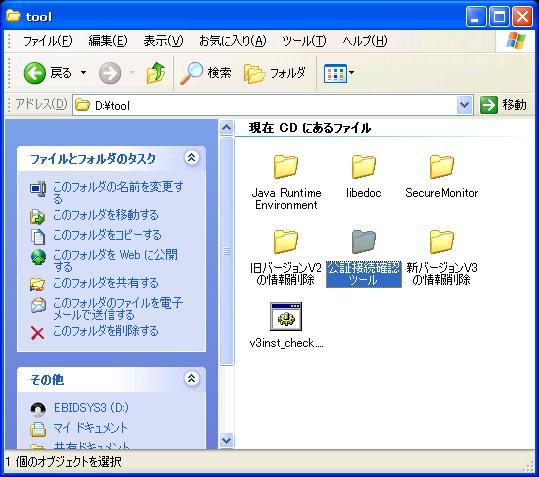 tool
ファイル(F) 編集(E) 表示(V) お気に入り(A) ツール(T) ヘルプ(H)
戻る 検索 フォルダ
アドレス(D) D:¥tool 移動
ファイルとフォルダのタスク
このフォルダの名前を変更す
る
このフォルダを移動する
このフォルダをコピーする
このフォルダを Web に公開
する
このフォルダを共有する
このフォルダのファイルを電子
メールで送信する
このフォルダを削除する
その他
EBIDSYS3 (D:)
マイ ドキュメント
共有ドキュメント
現在 CD にあるファイル
Java Runtime
Environment
libedoc
SecureMonitor
旧バージョンV2
の情報削除
公証接続確認
ツール
新バージョンV3
の情報削除
v3inst_check....
1 個のオブジェクトを選択